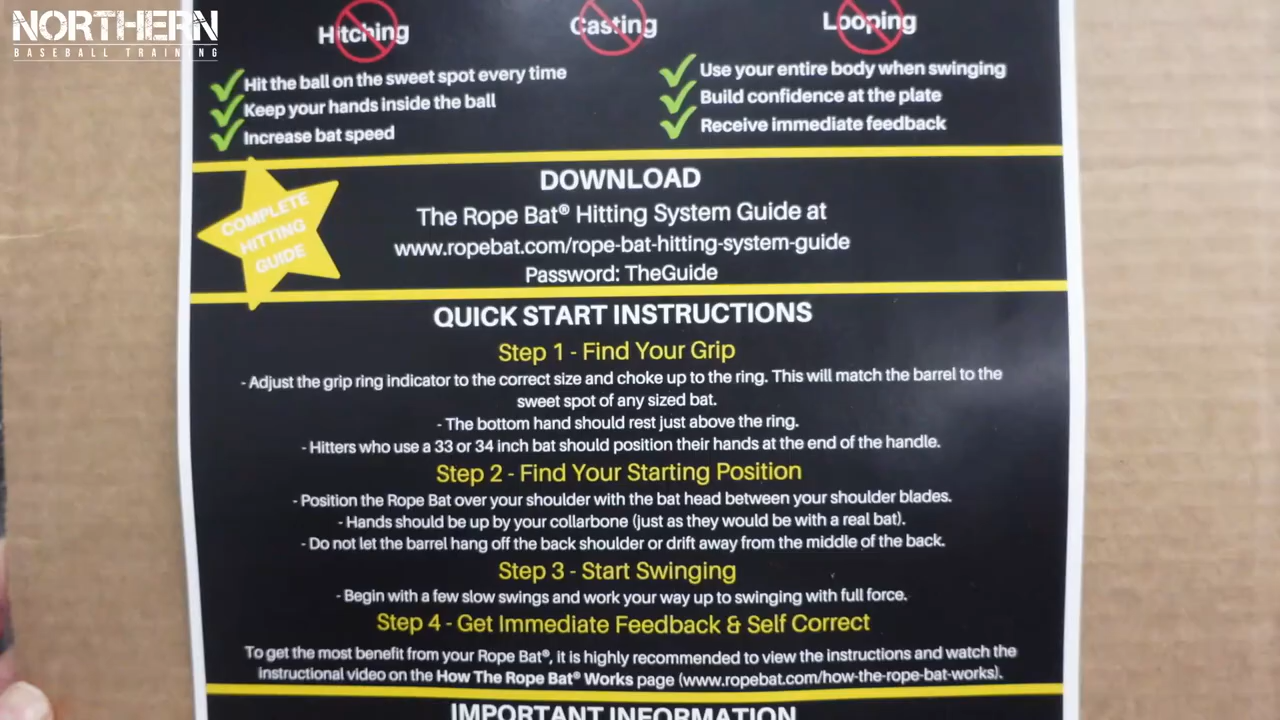 NORTHERN
BASEBALL TRAINING
Hitching
Casting
Looping
Hit the ball on the sweet spot every time
Keep your hands inside the ball
Increase bat speed
Use your entire body when swinging
Build confidence at the plate
Receive immediate feedback
COMPLETE
HITTING
GUIDE
DOWNLOAD
The Rope Bat® Hitting System Guide at
www.ropebat.com/rope-bat-hitting-system-guide
Password: TheGuide
QUICK START INSTRUCTIONS
Step 1 - Find Your Grip
- Adjust the grip ring indicator to the correct size and choke up to the ring. This will match the barrel to the
sweet spot of any sized bat.
- The bottom hand should rest just above the ring.
- Hitters who use a 33 or 34 inch bat should position their hands at the end of the handle.
Step 2 - Find Your Starting Position
- Position the Rope Bat over your shoulder with the bat head between your shoulder blades.
- Hands should be up by your collarbone (just as they would be with a real bat).
- Do not let the barrel hang off the back shoulder or drift away from the middle of the back.
Step 3 - Start Swinging
- Begin with a few slow swings and work your way up to swinging with full force.
Step 4 - Get Immediate Feedback & Self Correct
To get the most benefit from your Rope Bat®, it is highly recommended to view the instructions and watch the
instructional video on the How The Rope Bat® Works page (www.ropebat.com/how-the-rope-bat-works).
IMPORTANT INFORMATION